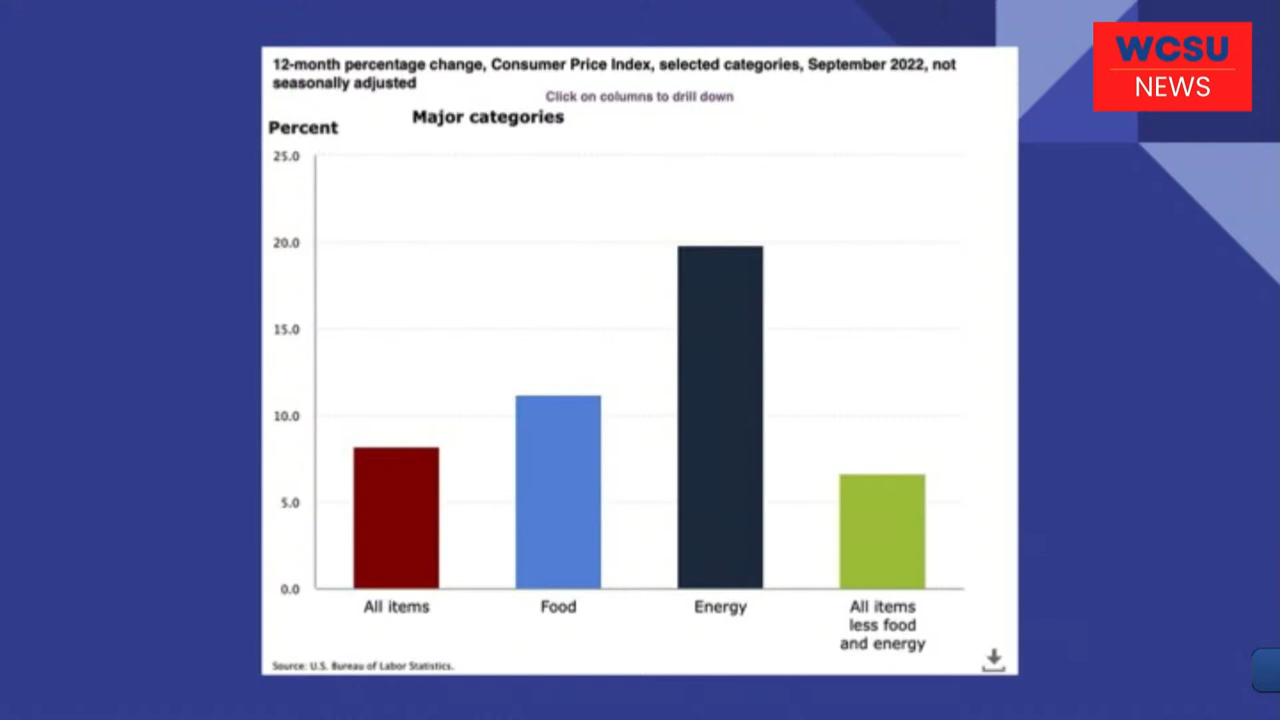 WCSU
NEWS
12-month percentage change, Consumer Price Index, selected categories, September 2022, not
seasonally adjusted
Click on columns to drill down
Major categories
Percent
25.0
20.0
15.0
10.0
5.0
0.0
All items
Food
Energy
All items
less food
and energy
Source: U.S. Bureau of Labor Statistics.